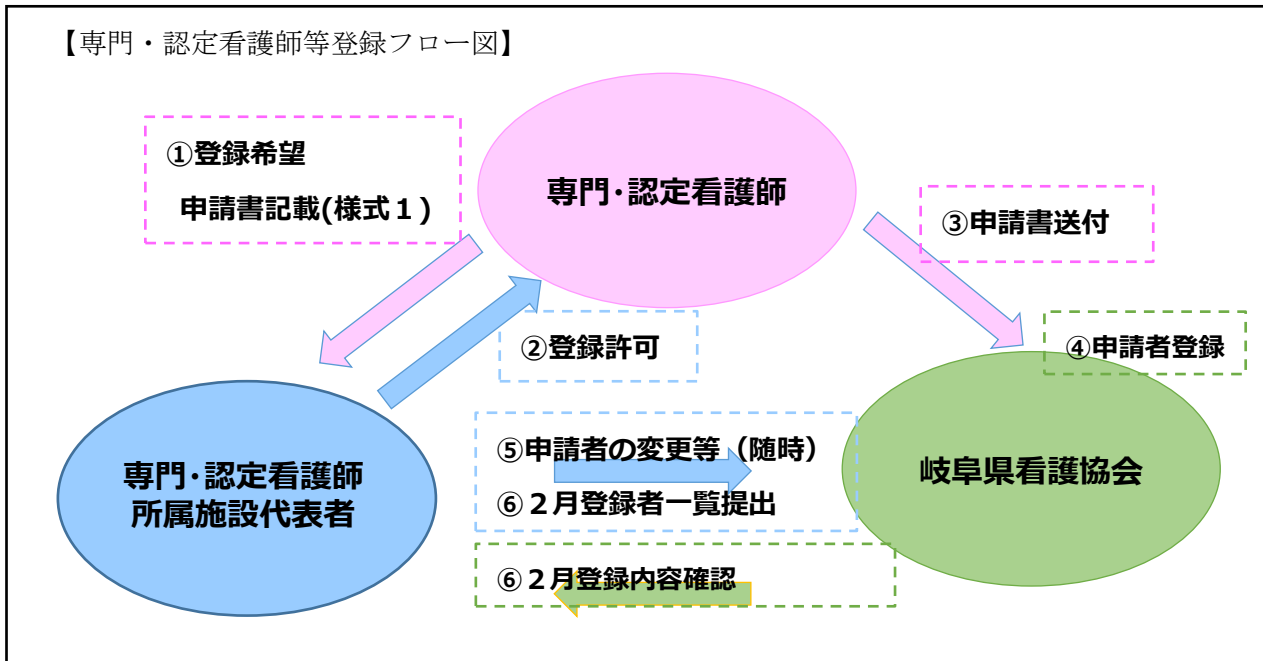 【専門・認定看護師等登録フロー図】
①登録希望
申請書記載(様式１)
専門･認定看護師
③申請書送付
②登録許可
④申請者登録
専門･認定看護師
所属施設代表者
⑤申請者の変更等（随時）
⑥２月登録者一覧提出
岐阜県看護協会
⑥２月登録内容確認